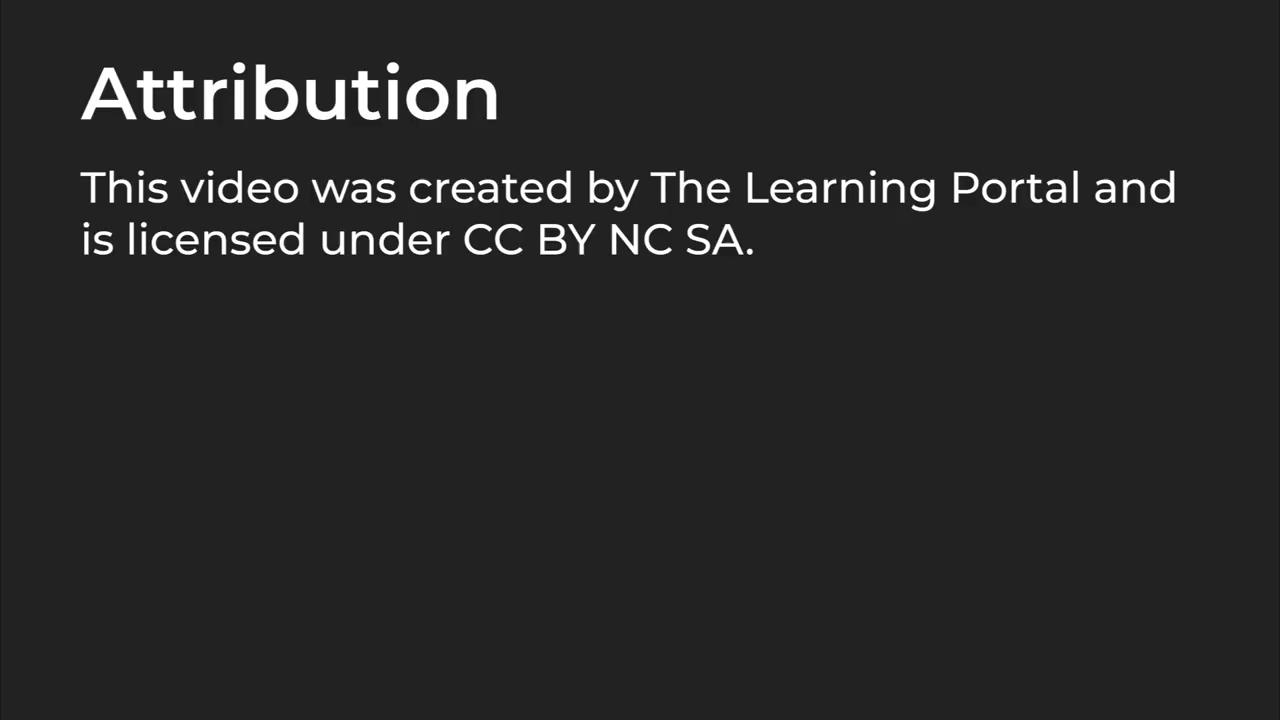 Attribution
This video was created by The Learning Portal and
is licensed under CC BY NC SA.